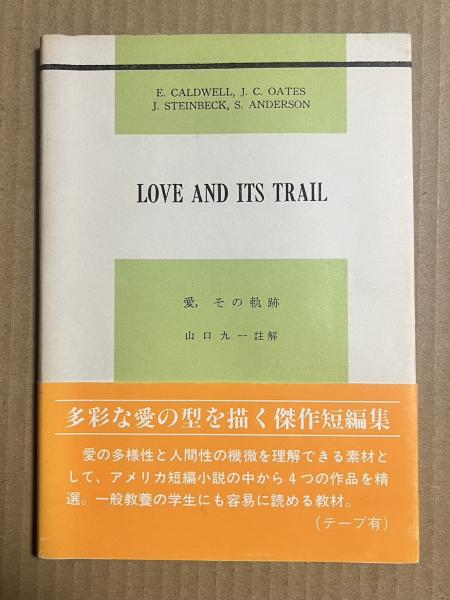 E. CALDWELL, J. C. OATES
J. STEINBECK, S. ANDERSON
LOVE AND ITS TRAIL
愛, その軌跡
山口九一註解
多彩な愛の型を描く傑作短編集
愛の多様性と人間性の機微を理解できる素材と
して、アメリカ短編小説の中から4つの作品を精
選。一般教養の学生にも容易に読める教材。
(テープ有)